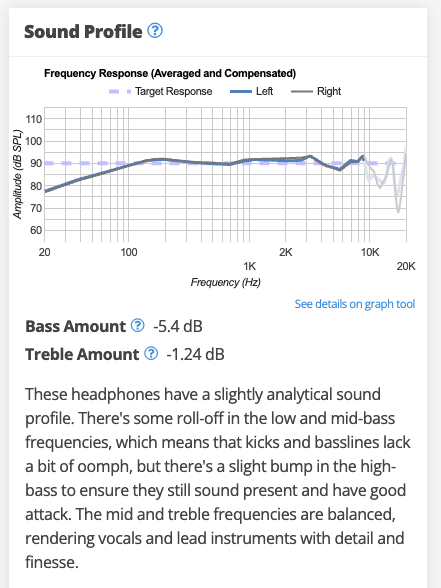 Sound Profile ?
Frequency Response (Averaged and Compensated)
Target Response Left Right
Amplitude (dB SPL)
110
100
90
80
70
60
20 100 1K 2K 10K 20K
Frequency (Hz)
See details on graph tool
Bass Amount ? -5.4 dB
Treble Amount ? -1.24 dB
These headphones have a slightly analytical sound
profile. There's some roll-off in the low and mid-bass
frequencies, which means that kicks and basslines lack
a bit of oomph, but there's a slight bump in the high-
bass to ensure they still sound present and have good
attack. The mid and treble frequencies are balanced,
rendering vocals and lead instruments with detail and
finesse.